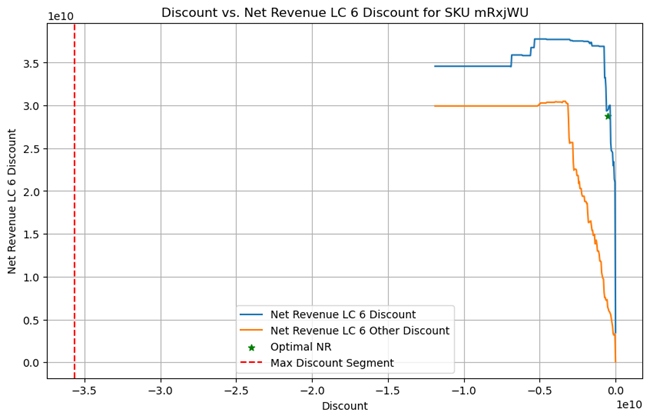 Discount vs. Net Revenue LC 6 Discount for SKU mRxjWU
1e10
3.5
3.0
2.5
2.0
1.5
1.0
0.5
0.0
Net Revenue LC 6 Discount
Net Revenue LC 6 Discount
Net Revenue LC 6 Other Discount
Optimal NR
Max Discount Segment
−3.5 −3.0 −2.5 −2.0 −1.5 −1.0 −0.5 0.0
Discount
1e10